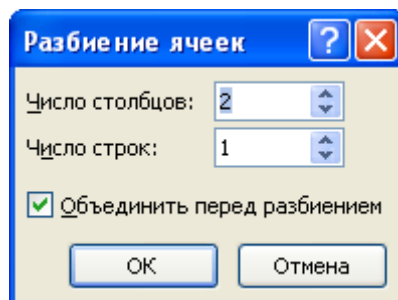 Разбиение ячеек ?
Число столбцов: 2
Число строк: 1
Объединить перед разбиением
ОК Отмена